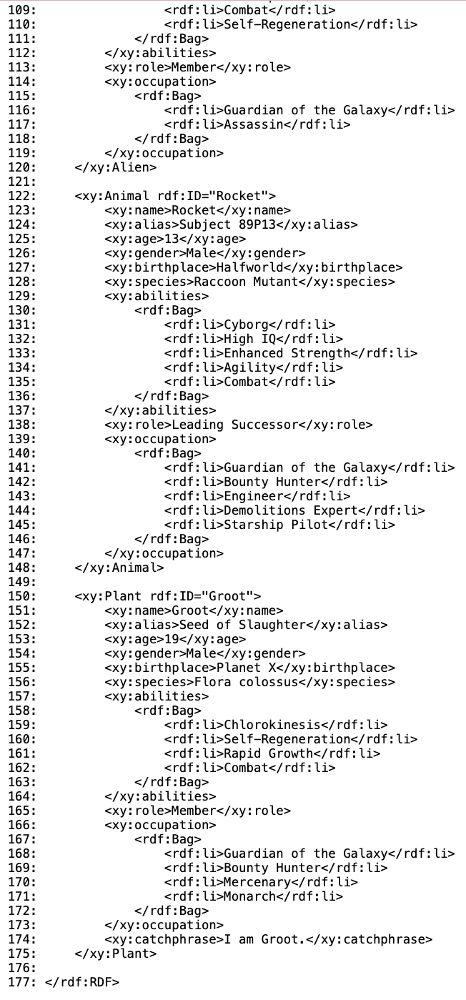 109:                 <rdf:li>Combat</rdf:li>
110:                 <rdf:li>Self-Regeneration</rdf:li>
111:             </rdf:Bag>
112:         </xy:abilities>
113:         <xy:role>Member</xy:role>
114:         <xy:occupation>
115:             <rdf:Bag>
116:                 <rdf:li>Guardian of the Galaxy</rdf:li>
117:                 <rdf:li>Assassin</rdf:li>
118:             </rdf:Bag>
119:         </xy:occupation>
120:     </xy:Alien>
121:
122:     <xy:Animal rdf:ID="Rocket">
123:         <xy:name>Rocket</xy:name>
124:         <xy:alias>Subject 89P13</xy:alias>
125:         <xy:age>13</xy:age>
126:         <xy:gender>Male</xy:gender>
127:         <xy:birthplace>Halfworld</xy:birthplace>
128:         <xy:species>Raccoon Mutant</xy:species>
129:         <xy:abilities>
130:             <rdf:Bag>
131:                 <rdf:li>Cyborg</rdf:li>
132:                 <rdf:li>High IQ</rdf:li>
133:                 <rdf:li>Enhanced Strength</rdf:li>
134:                 <rdf:li>Agility</rdf:li>
135:                 <rdf:li>Combat</rdf:li>
136:             </rdf:Bag>
137:         </xy:abilities>
138:         <xy:role>Leading Successor</xy:role>
139:         <xy:occupation>
140:             <rdf:Bag>
141:                 <rdf:li>Guardian of the Galaxy</rdf:li>
142:                 <rdf:li>Bounty Hunter</rdf:li>
143:                 <rdf:li>Engineer</rdf:li>
144:                 <rdf:li>Demolitions Expert</rdf:li>
145:                 <rdf:li>Starship Pilot</rdf:li>
146:             </rdf:Bag>
147:         </xy:occupation>
148:     </xy:Animal>
149:
150:     <xy:Plant rdf:ID="Groot">
151:         <xy:name>Groot</xy:name>
152:         <xy:alias>Seed of Slaughter</xy:alias>
153:         <xy:age>19</xy:age>
154:         <xy:gender>Male</xy:gender>
155:         <xy:birthplace>Planet X</xy:birthplace>
156:         <xy:species>Flora colossus</xy:species>
157:         <xy:abilities>
158:             <rdf:Bag>
159:                 <rdf:li>Chlorokinesis</rdf:li>
160:                 <rdf:li>Self-Regeneration</rdf:li>
161:                 <rdf:li>Rapid Growth</rdf:li>
162:                 <rdf:li>Combat</rdf:li>
163:             </rdf:Bag>
164:         </xy:abilities>
165:         <xy:role>Member</xy:role>
166:         <xy:occupation>
167:             <rdf:Bag>
168:                 <rdf:li>Guardian of the Galaxy</rdf:li>
169:                 <rdf:li>Bounty Hunter</rdf:li>
170:                 <rdf:li>Mercenary</rdf:li>
171:                 <rdf:li>Monarch</rdf:li>
172:             </rdf:Bag>
173:         </xy:occupation>
174:         <xy:catchphrase>I am Groot.</xy:catchphrase>
175:     </xy:Plant>
176:
177: </rdf:RDF>